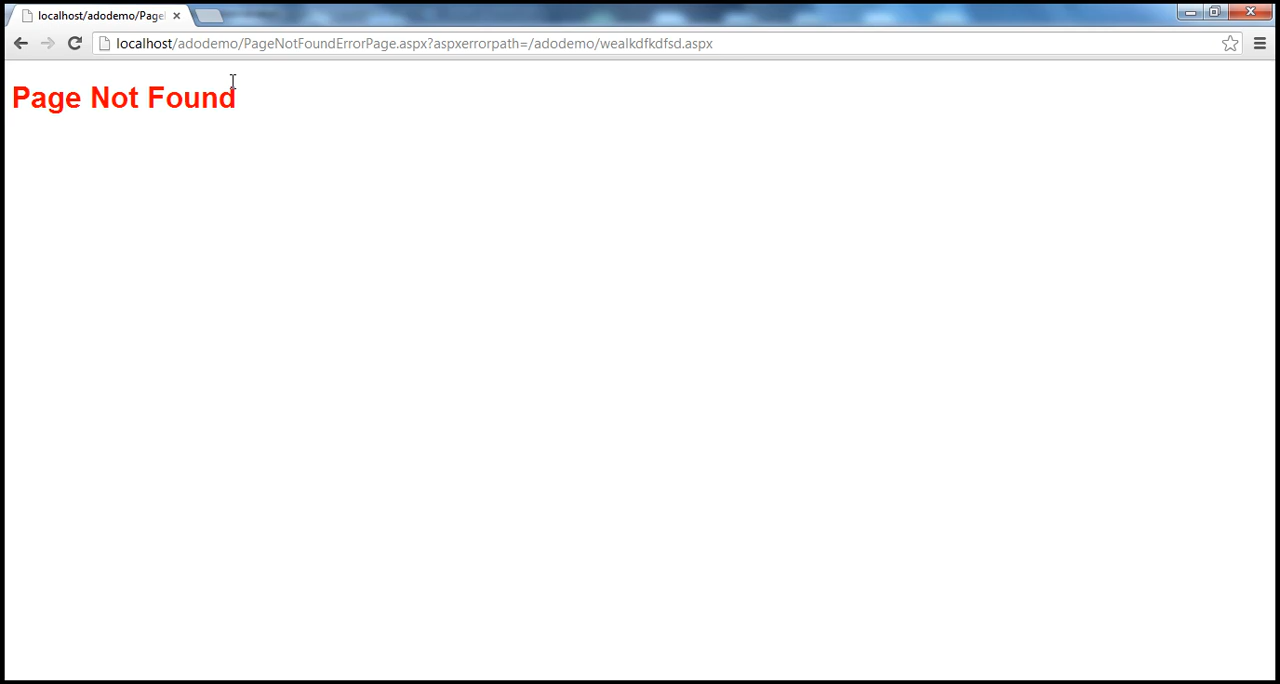 localhost/adodemo/Page
localhost/adodemo/PageNotFoundErrorPage.aspx?aspxerrorpath=/adodemo/wealkdfkdfsd.aspx
Page Not Found